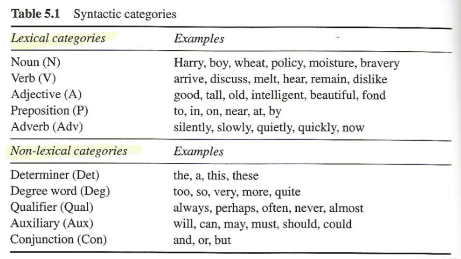 Table 5.1 Syntactic categories
Lexical categories Examples
Noun (N) Harry, boy, wheat, policy, moisture, bravery
Verb (V) arrive, discuss, melt, hear, remain, dislike
Adjective (A) good, tall, old, intelligent, beautiful, fond
Preposition (P) to, in, on, near, at, by
Adverb (Adv) silently, slowly, quietly, quickly, now
Non-lexical categories Examples
Determiner (Det) the, a, this, these
Degree word (Deg) too, so, very, more, quite
Qualifier (Qual) always, perhaps, often, never, almost
Auxiliary (Aux) will, can, may, must, should, could
Conjunction (Con) and, or, but